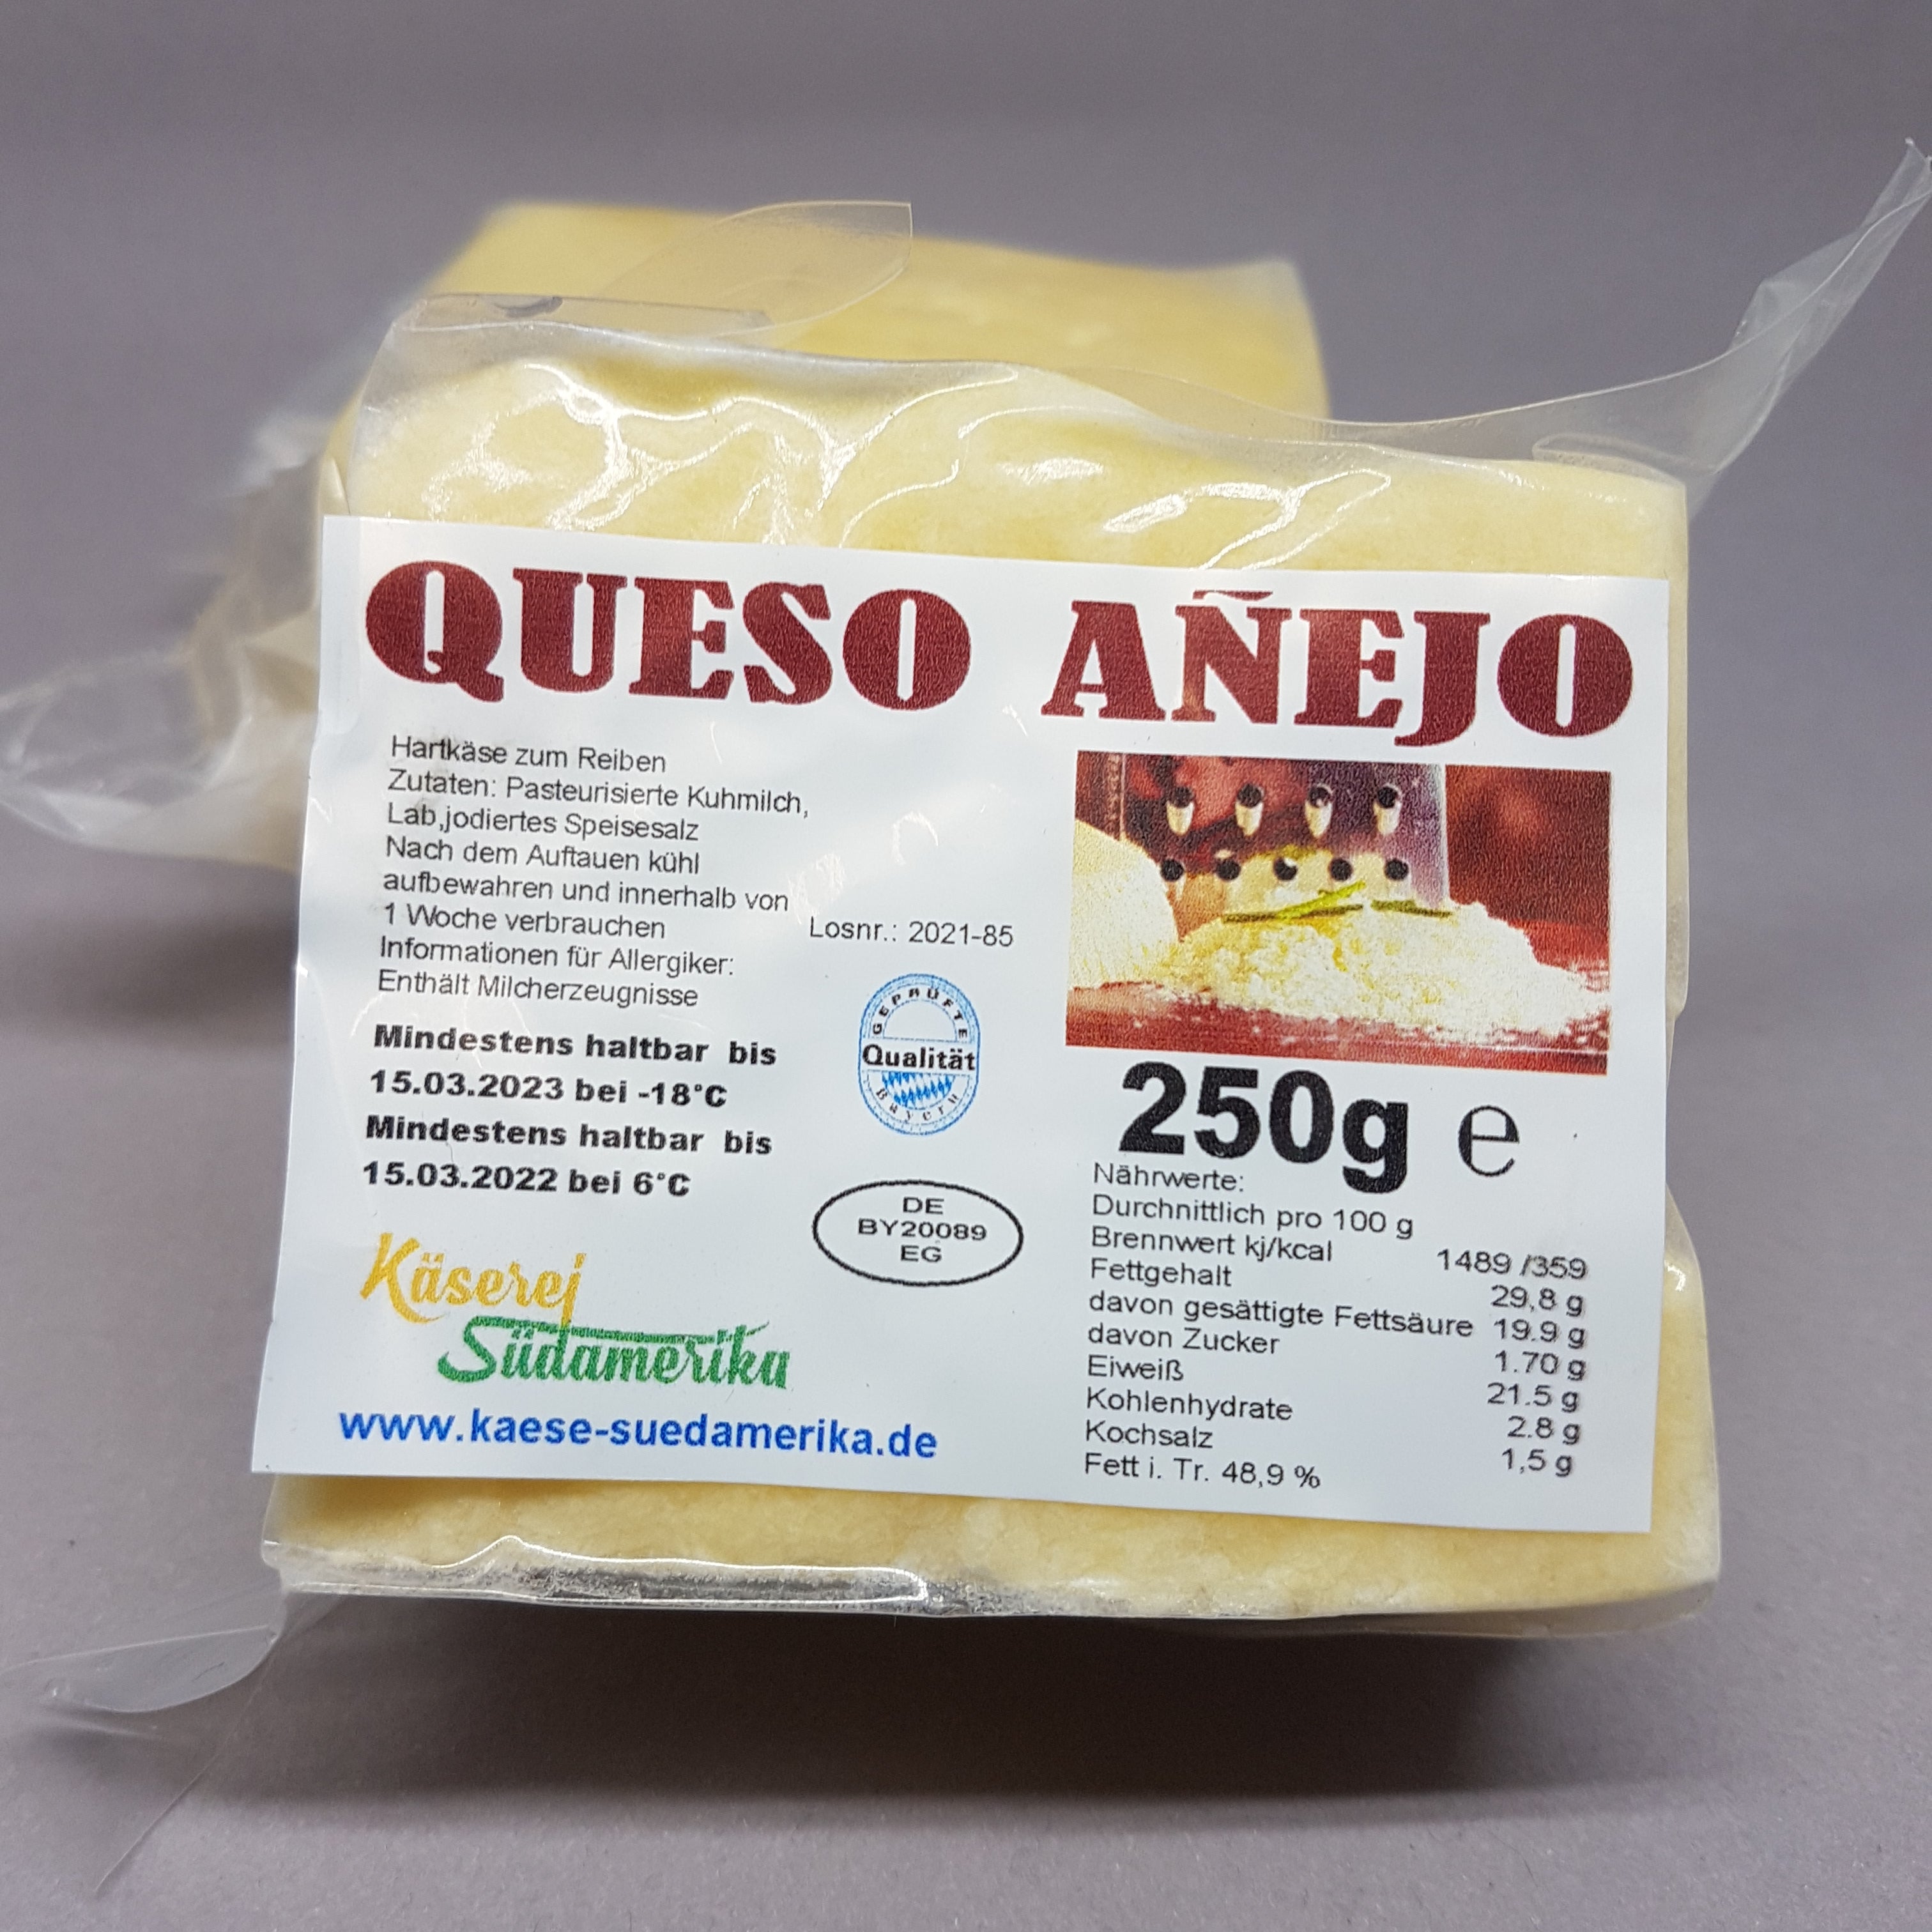 QUESO AÑEJO
Hartkäse zum Reiben
Zutaten: Pasteurisierte Kuhmilch,
Lab,jodiertes Speisesalz
Nach dem Auftauen kühl
aufbewahren und innerhalb von
1 Woche verbrauchen
Informationen für Allergiker:
Enthält Milcherzeugnisse
Mindestens haltbar bis
15.03.2023 bei -18°C
Mindestens haltbar bis
15.03.2022 bei 6°C
Käserei
Südamerika
www.kaese-suedamerika.de
Losnr.: 2021-85
GEPRÜFTE
Qualität
Bayern
DE
BY20089
EG
250g e
Nährwerte:
Durchnittlich pro 100 g
Brennwert kj/kcal 1489 /359
Fettgehalt 29,8 g
davon gesättigte Fettsäure 19.9 g
davon Zucker 1.70 g
Eiweiß 21.5 g
Kohlenhydrate 2.8 g
Kochsalz 1,5 g
Fett i. Tr. 48,9 %